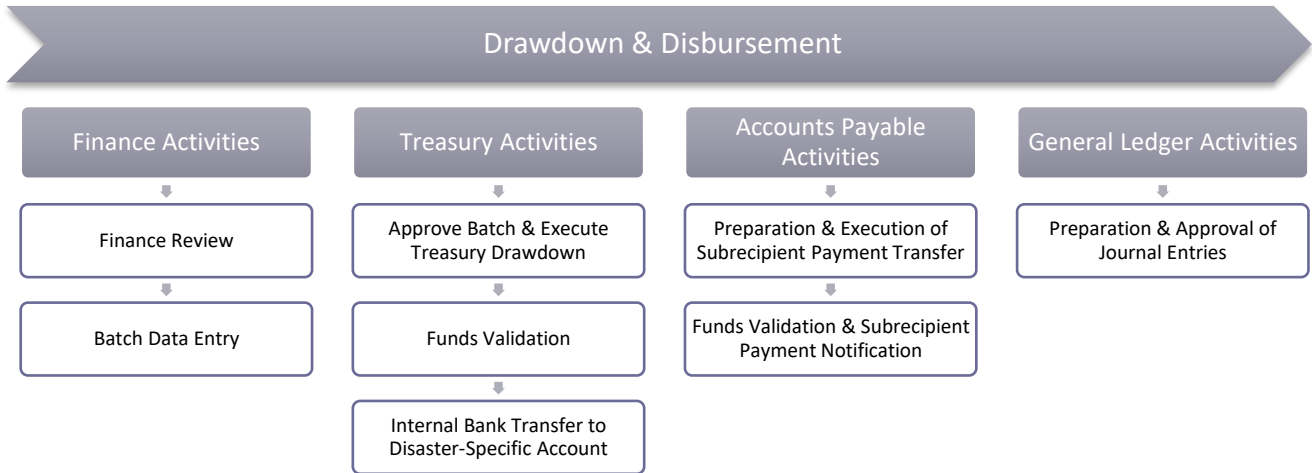 Drawdown & Disbursement
Finance Activities
Finance Review
Batch Data Entry
Treasury Activities
Approve Batch & Execute
Treasury Drawdown
Funds Validation
Internal Bank Transfer to
Disaster-Specific Account
Accounts Payable
Activities
Preparation & Execution of
Subrecipient Payment Transfer
Funds Validation & Subrecipient
Payment Notification
General Ledger Activities
Preparation & Approval of
Journal Entries